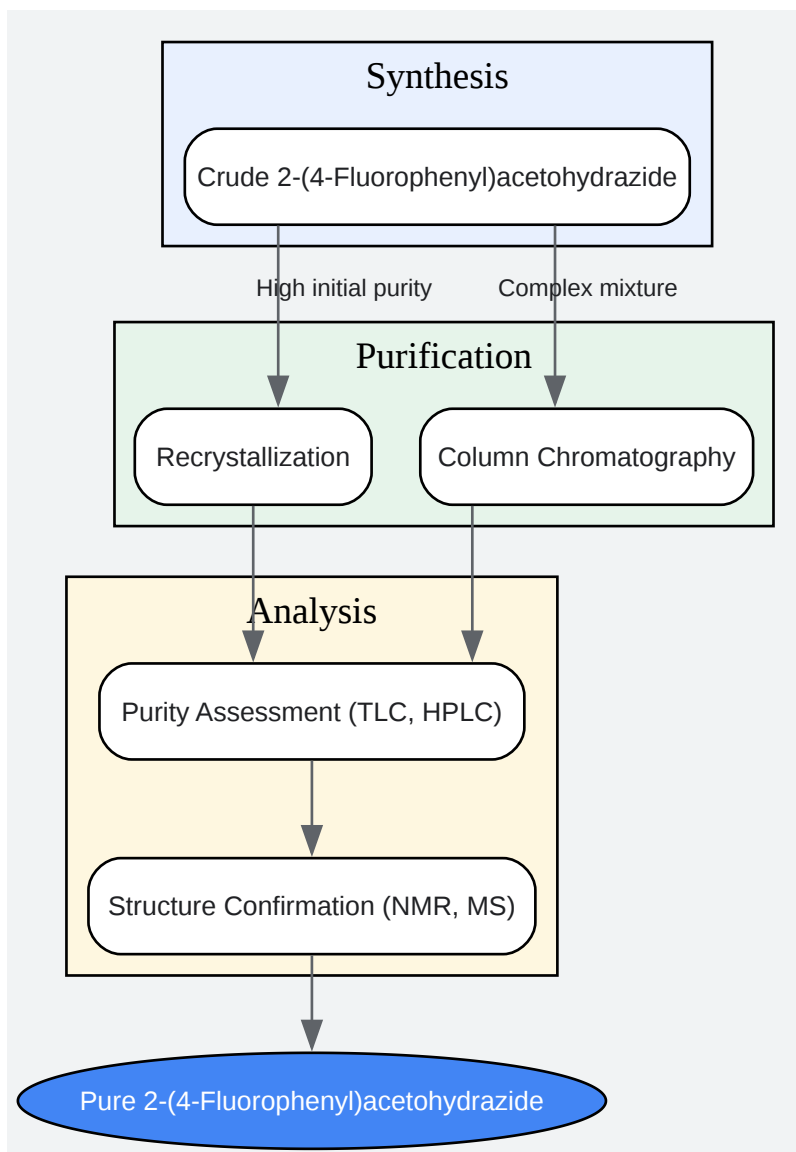 Synthesis
Crude 2-(4-Fluorophenyl)acetohydrazide
High initial purity
Complex mixture
Purification
Recrystallization
Column Chromatography
Analysis
Purity Assessment (TLC, HPLC)
Structure Confirmation (NMR, MS)
Pure 2-(4-Fluorophenyl)acetohydrazide